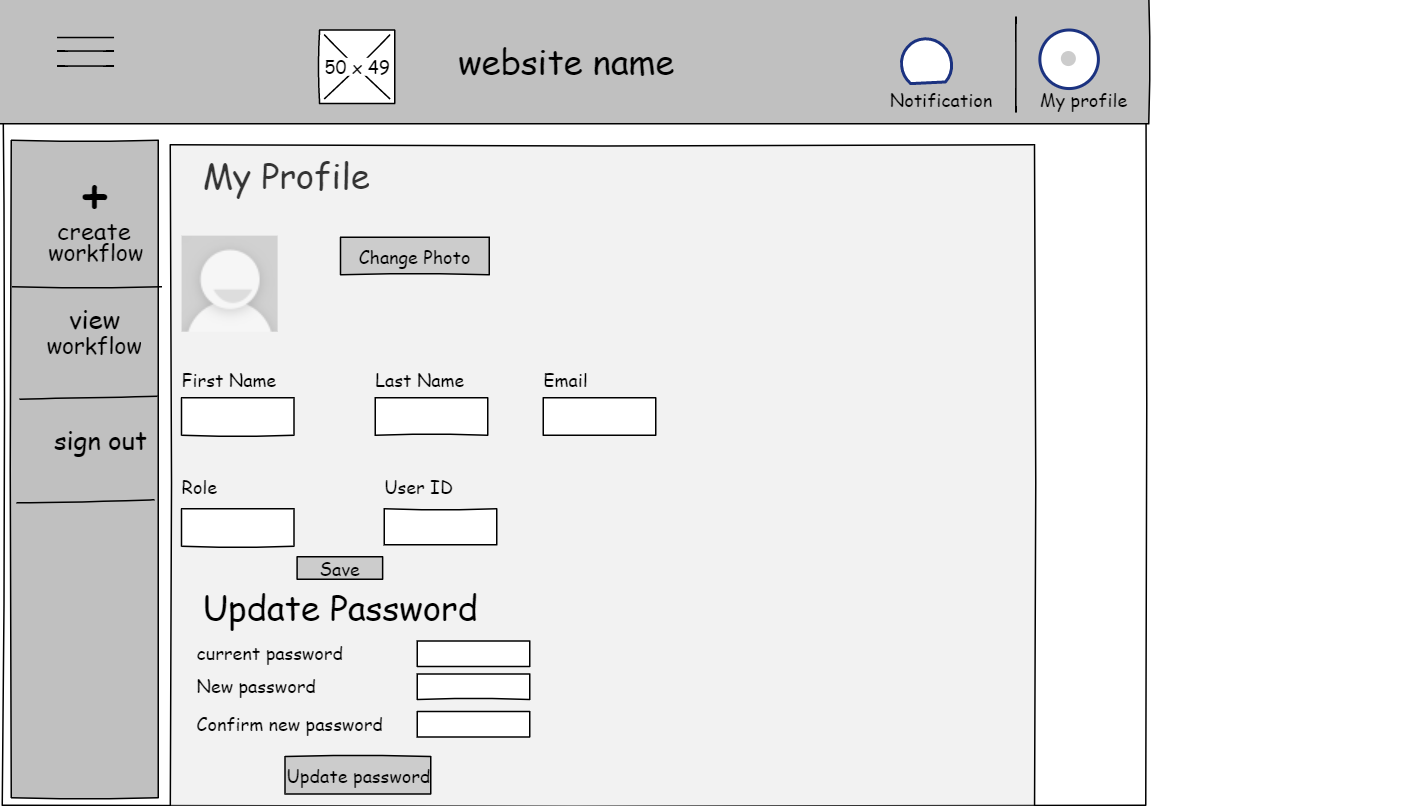 50 x 49
website name
Notification
My profile
+
create
workflow
view
workflow
sign out
My Profile
Change Photo
First Name
Last Name
Email
Role
User ID
Save
Update Password
current password
New password
Confirm new password
Update password